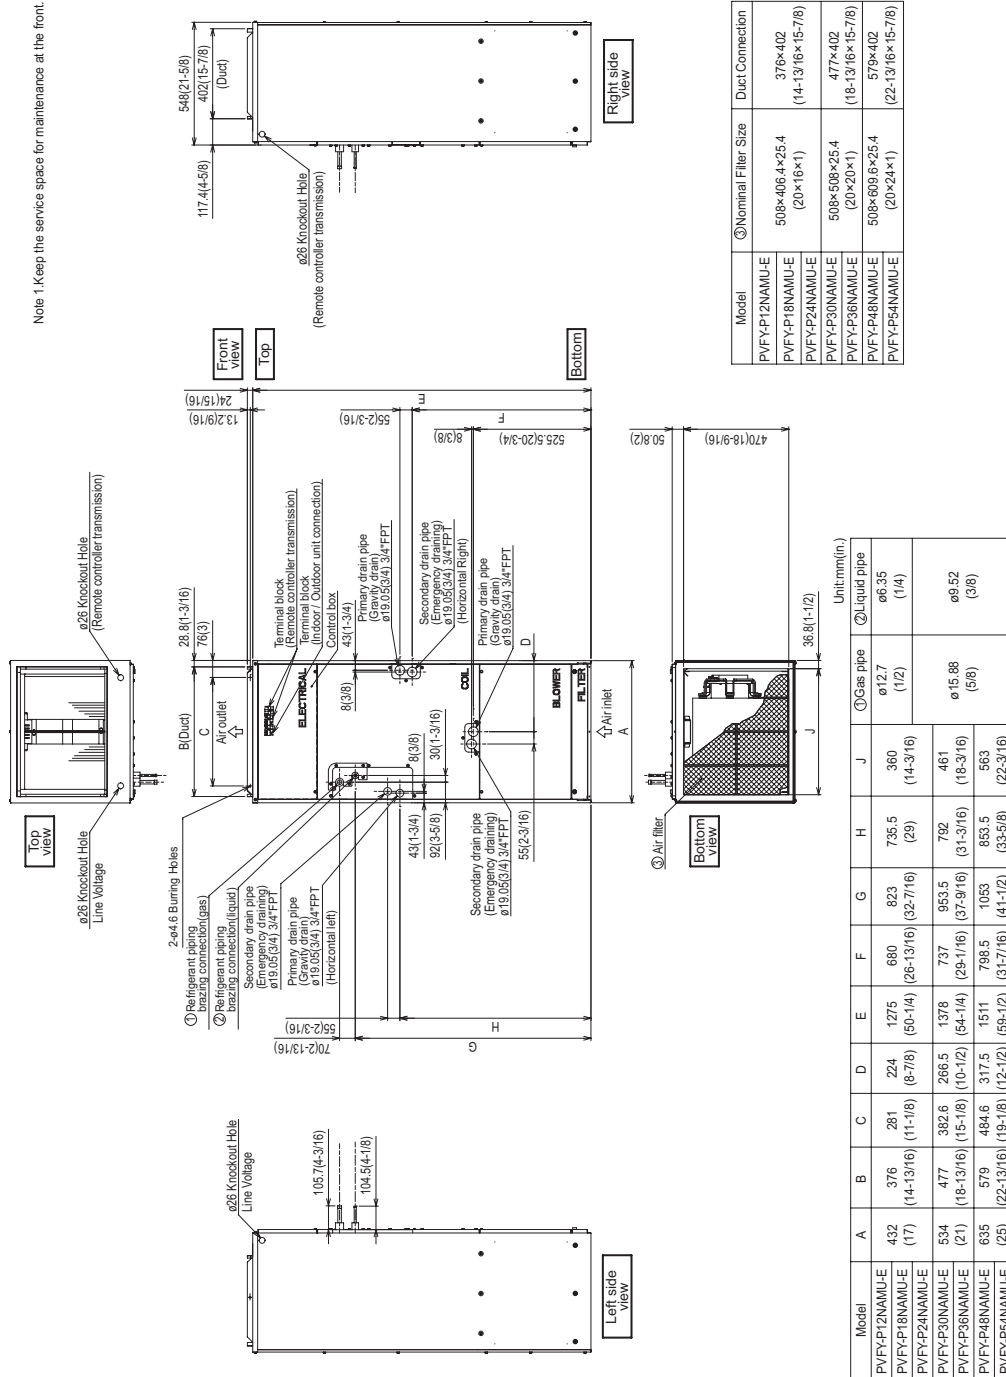 Note 1.Keep the service space for maintenance at the front.
Top view
ø26 Knockout Hole
Line Voltage
ø26 Knockout Hole
(Remote controller transmission)
Left side view
ø26 Knockout Hole
Line Voltage
105.7(4-3/16)
104.5(4-1/8)
Front view
Top
Bottom
2-ø4.6 Burring Holes
①Refrigerant piping
brazing connection(gas)
②Refrigerant piping
brazing connection(liquid)
Secondary drain pipe
(Emergency draining)
ø19.05(3/4) 3/4"FPT
Primary drain pipe
(Gravity drain)
ø19.05(3/4) 3/4"FPT
(Horizontal left)
70(2-13/16)
55(2-3/16)
G
H
B(Duct)
C
Air outlet
28.8(1-3/16)
76(3)
Terminal block
(Remote controller transmission)
Terminal block
(Indoor / Outdoor unit connection)
Control box
43(1-3/4)
8(3/8)
Primary drain pipe
(Gravity drain)
ø19.05(3/4) 3/4"FPT
Secondary drain pipe
(Emergency draining)
ø19.05(3/4) 3/4"FPT
(Horizontal Right)
Primary drain pipe
(Gravity drain)
ø19.05(3/4) 3/4"FPT
D
ELECTRICAL
COIL
BLOWER
FILTER
8(3/8)
30(1-3/16)
43(1-3/4)
92(3-5/8)
Secondary drain pipe
(Emergency draining)
ø19.05(3/4) 3/4"FPT
55(2-3/16)
Air inlet
A
24(15/16)
13.2(9/16)
E
55(2-3/16)
F
8(3/8)
525.5(20-3/4)
Right side view
548(21-5/8)
402(15-7/8)
(Duct)
117.4(4-5/8)
ø26 Knockout Hole
(Remote controller transmission)
Bottom view
③ Air filter
50.8(2)
470(18-9/16)
36.8(1-1/2)
J
Unit:mm(in.)
Model A B C D E F G H J ①Gas pipe ②Liquid pipe
PVFY-P12NAMU-E
PVFY-P18NAMU-E
PVFY-P24NAMU-E
432 376 281 224 1275 680 823 735.5 360 ø12.7 ø6.35
(17) (14-13/16) (11-1/8) (8-7/8) (50-1/4) (26-13/16) (32-7/16) (29) (14-3/16) (1/2) (1/4)
PVFY-P30NAMU-E
PVFY-P36NAMU-E
534 477 382.6 266.5 1378 737 953.5 792 461 ø15.88 ø9.52
(21) (18-13/16) (15-1/8) (10-1/2) (54-1/4) (29-1/16) (37-9/16) (31-3/16) (18-3/16) (5/8) (3/8)
PVFY-P48NAMU-E
PVFY-P54NAMU-E
635 579 484.6 317.5 1511 798.5 1053 853.5 563
(25) (22-13/16) (19-1/8) (12-1/2) (59-1/2) (31-7/16) (41-1/2) (33-5/8) (22-3/16)
Model ③Nominal Filter Size Duct Connection
PVFY-P12NAMU-E
PVFY-P18NAMU-E
PVFY-P24NAMU-E
508×406.4×25.4 376×402
(20×16×1) (14-13/16×15-7/8)
PVFY-P30NAMU-E
PVFY-P36NAMU-E
508×508×25.4 477×402
(20×20×1) (18-13/16×15-7/8)
PVFY-P48NAMU-E
PVFY-P54NAMU-E
508×609.6×25.4 579×402
(20×24×1) (22-13/16×15-7/8)